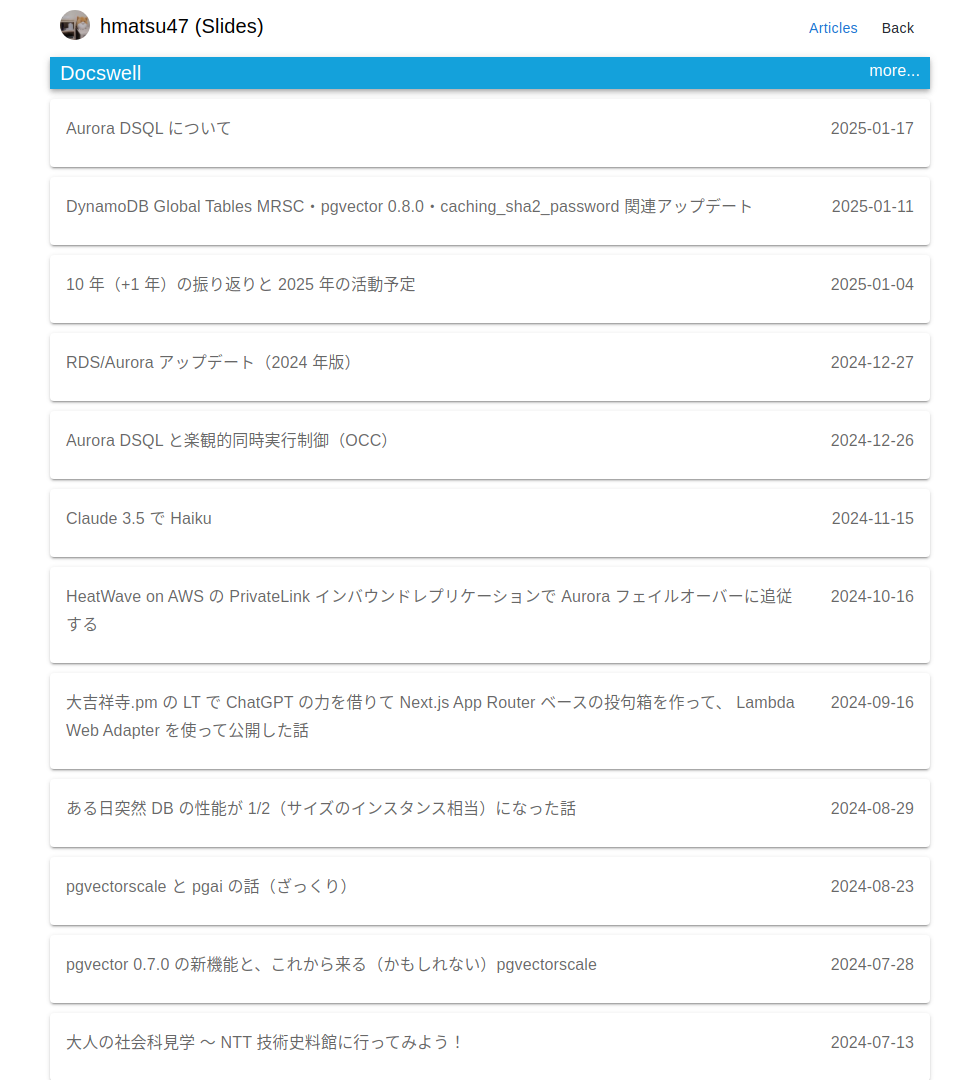 hmatsu47 (Slides)
Articles
Back
Docswell
more...
Aurora DSQL について
2025-01-17
DynamoDB Global Tables MRSC・pgvector 0.8.0・caching_sha2_password 関連アップデート
2025-01-11
10 年（+1 年）の振り返りと 2025 年の活動予定
2025-01-04
RDS/Aurora アップデート（2024 年版）
2024-12-27
Aurora DSQL と楽観的同時実行制御（OCC）
2024-12-26
Claude 3.5 で Haiku
2024-11-15
HeatWave on AWS の PrivateLink インバウンドレプリケーションで Aurora フェイルオーバーに追従
する
2024-10-16
大吉祥寺.pm の LT で ChatGPT の力を借りて Next.js App Router ベースの投句箱を作って、 Lambda
Web Adapter を使って公開した話
2024-09-16
ある日突然 DB の性能が 1/2（サイズのインスタンス相当）になった話
2024-08-29
pgvectorscale と pgai の話（ざっくり）
2024-08-23
pgvector 0.7.0 の新機能と、これから来る（かもしれない）pgvectorscale
2024-07-28
大人の社会科見学 〜 NTT 技術史料館に行ってみよう！
2024-07-13